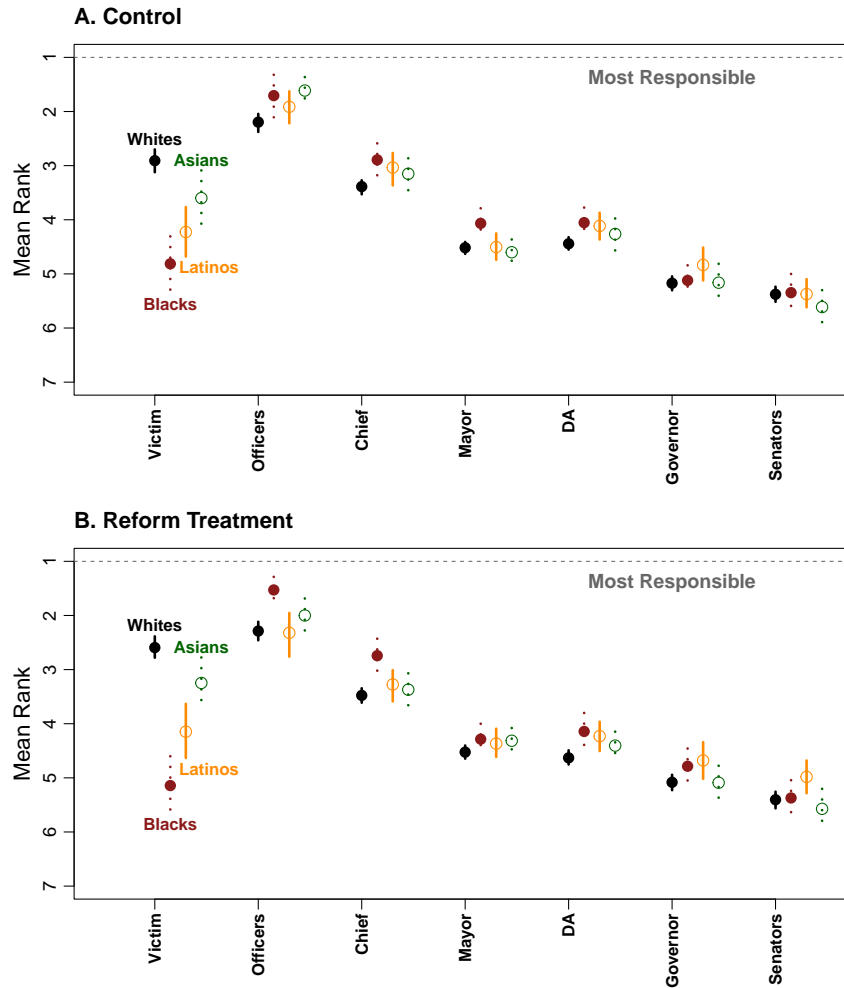 A. Control
Mean Rank
1
2
3
4
5
6
7
Most Responsible
Whites
Asians
Latinos
Blacks
Victim
Officers
Chief
Mayor
DA
Governor
Senators
B. Reform Treatment
Mean Rank
1
2
3
4
5
6
7
Most Responsible
Whites
Asians
Latinos
Blacks
Victim
Officers
Chief
Mayor
DA
Governor
Senators